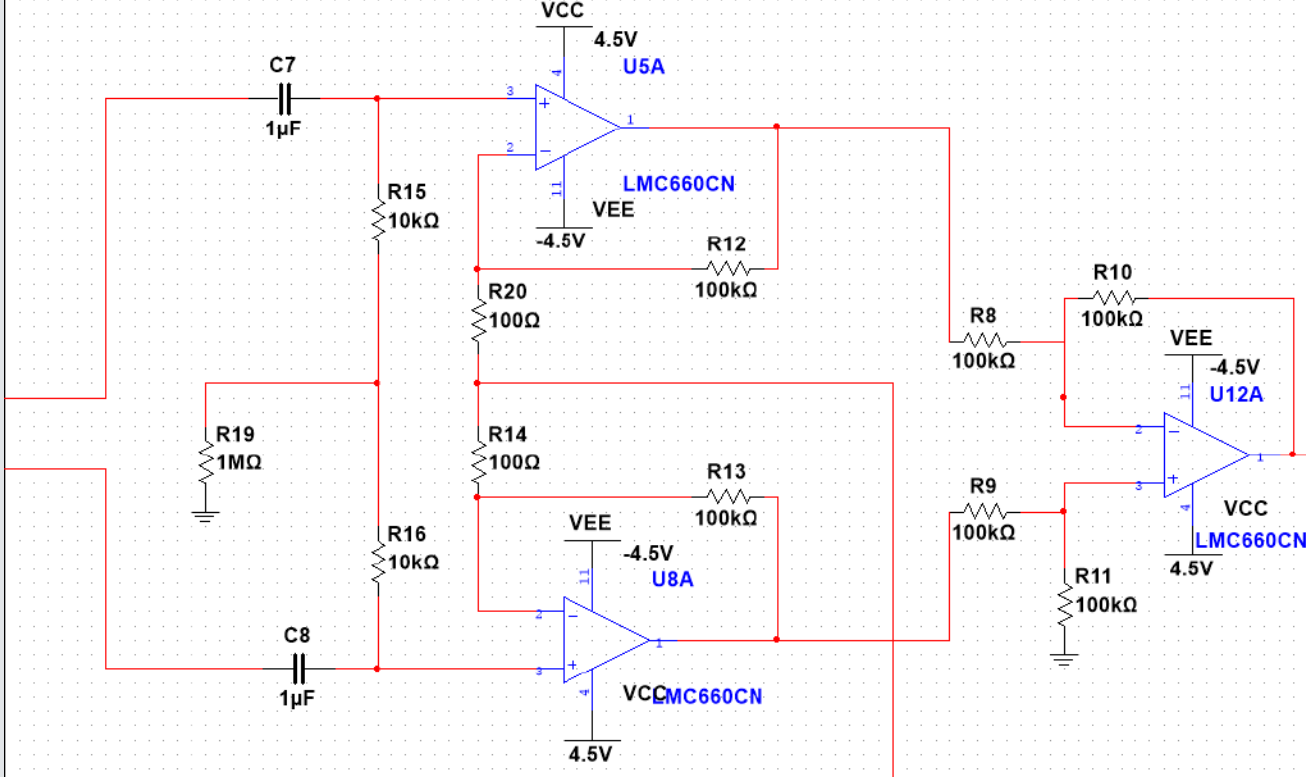 VCC
4.5V
U5A
4
C7
1µF
3
+
2
−
1
11
LMC660CN
VEE
-4.5V
R15
10kΩ
R12
100kΩ
R20
100Ω
R10
100kΩ
R8
100kΩ
VEE
-4.5V
U12A
11
2
−
1
3
+
4
VCC
LMC660CN
4.5V
R19
1MΩ
R14
100Ω
R13
100kΩ
R9
100kΩ
R16
10kΩ
VEE
-4.5V
U8A
11
2
−
1
3
+
4
VCC
LMC660CN
4.5V
R11
100kΩ
C8
1µF